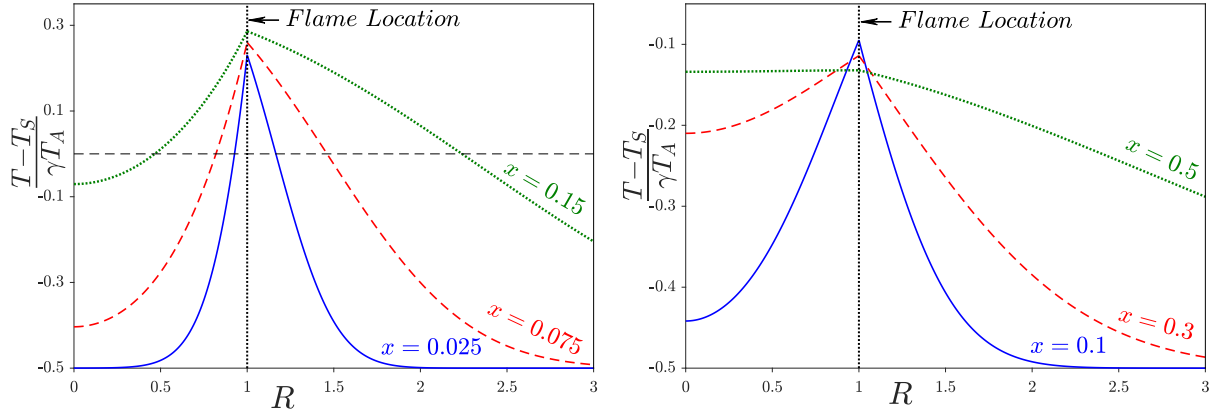 Flame Location
0.3
0.1
-0.1
-0.3
-0.5
T−T_S
γT_A
x = 0.15
x = 0.075
x = 0.025
0 0.5 1 1.5 2 2.5 3
R
Flame Location
-0.1
-0.2
-0.3
-0.4
-0.5
T−T_S
γT_A
x = 0.5
x = 0.3
x = 0.1
0 0.5 1 1.5 2 2.5 3
R